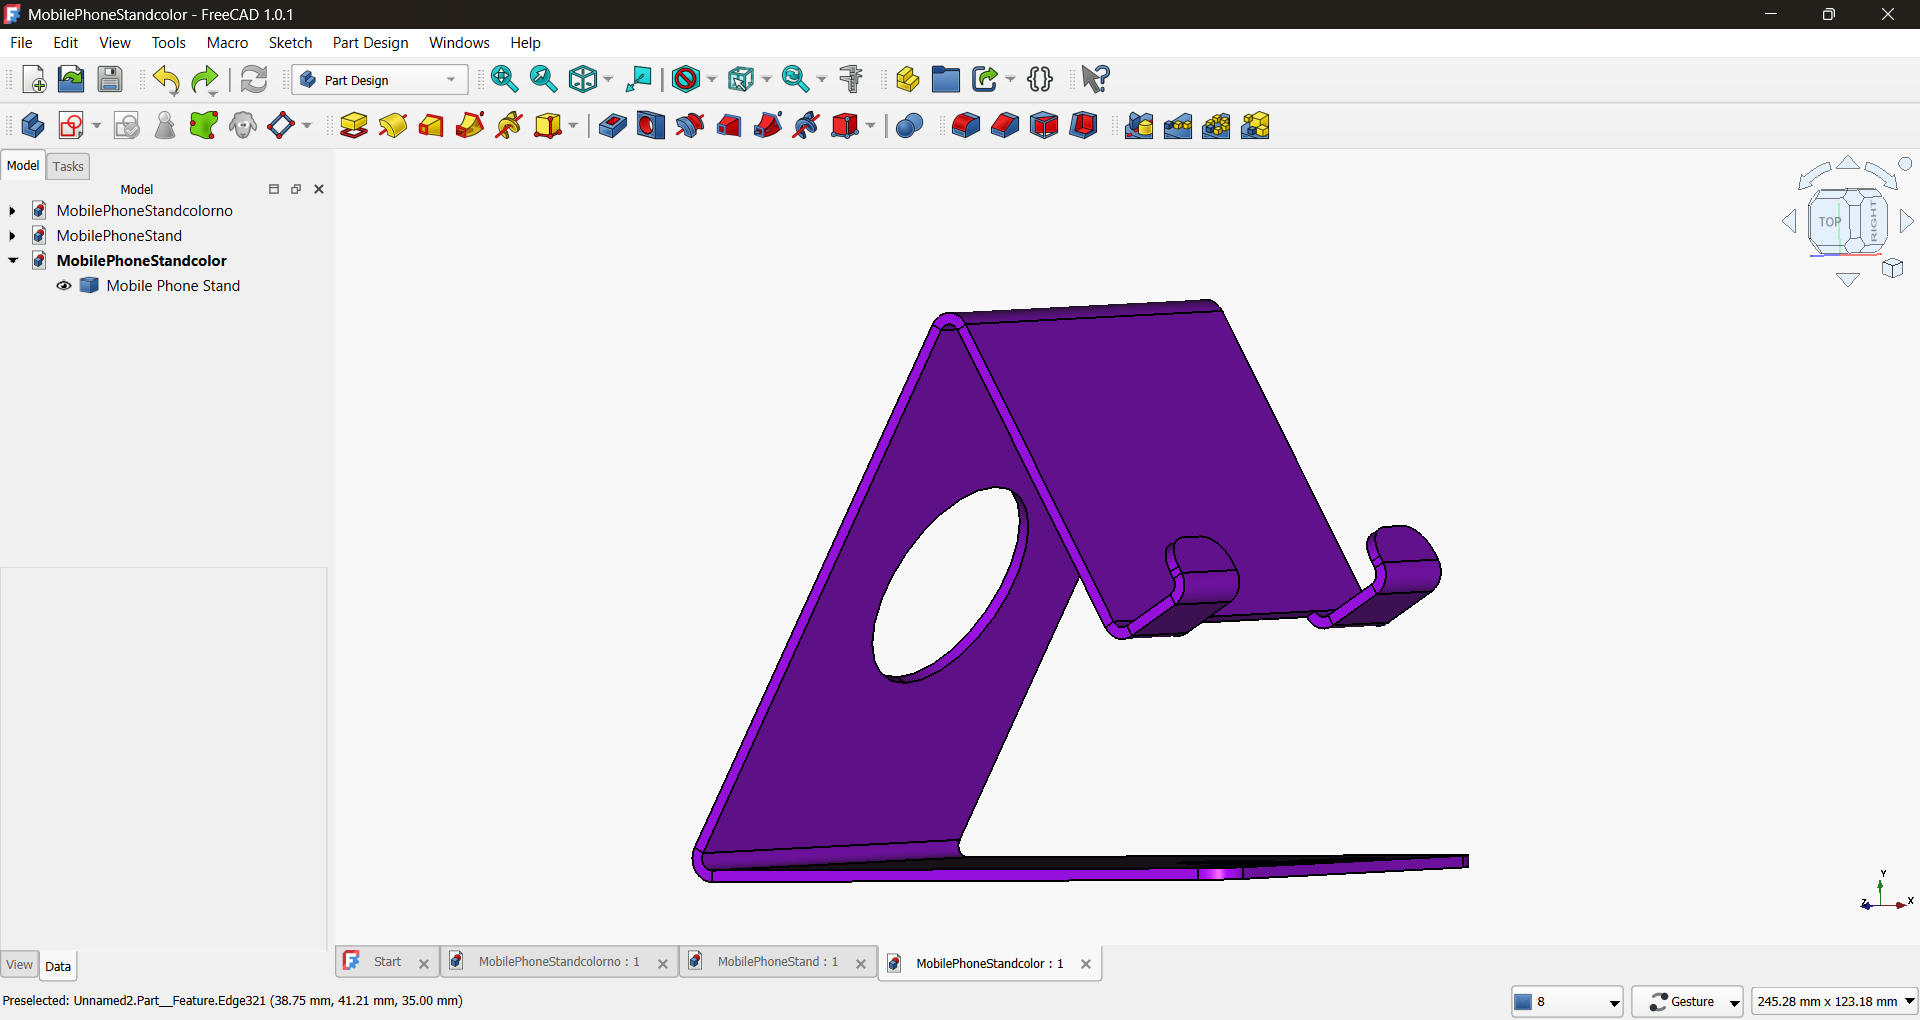 MobilePhoneStandcolor - FreeCAD 1.0.1
File Edit View Tools Macro Sketch Part Design Windows Help
Part Design
Model Tasks
Model
MobilePhoneStandcolorno
MobilePhoneStand
MobilePhoneStandcolor
Mobile Phone Stand
TOP RIGHT
Y
Z X
View Data
Start MobilePhoneStandcolorno : 1 MobilePhoneStand : 1 MobilePhoneStandcolor : 1
Preselected: Unnamed2.Part__Feature.Edge321 (38.75 mm, 41.21 mm, 35.00 mm)
8 Gesture 245.28 mm x 123.18 mm